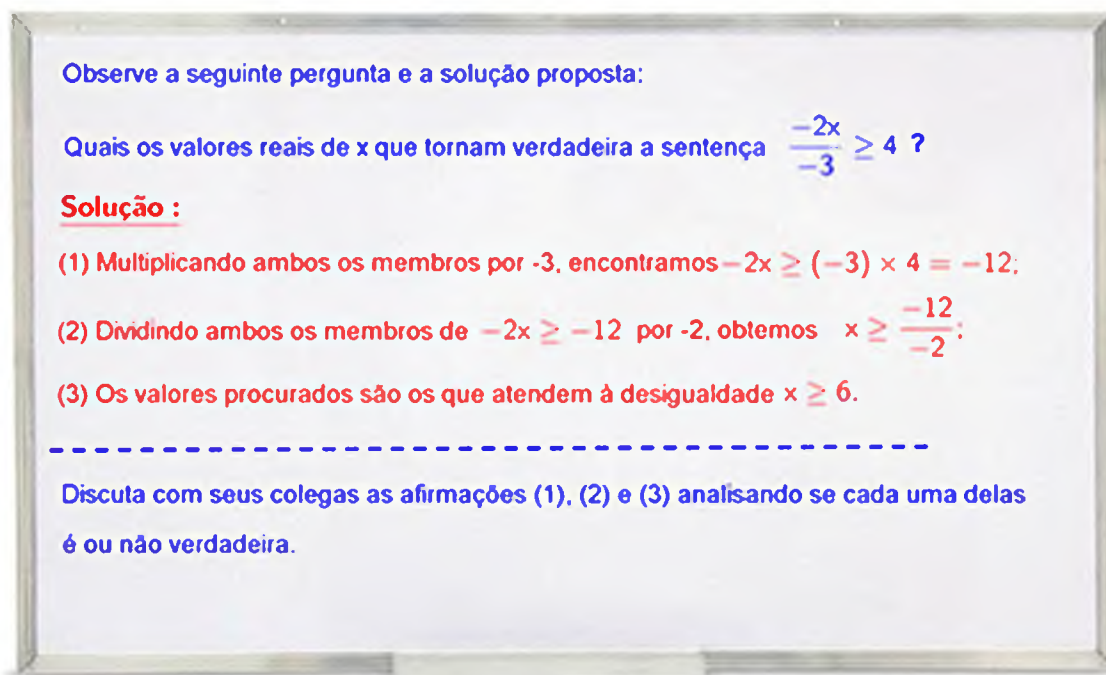 Observe a seguinte pergunta e a solução proposta:
Quais os valores reais de x que tornam verdadeira a sentença \frac{-2x}{-3} ≥ 4 ?
Solução :
(1) Multiplicando ambos os membros por -3, encontramos -2x ≥ (-3) × 4 = -12;
(2) Dividindo ambos os membros de -2x ≥ -12 por -2, obtemos x ≥ \frac{-12}{-2};
(3) Os valores procurados são os que atendem à desigualdade x ≥ 6.
Discuta com seus colegas as afirmações (1), (2) e (3) analisando se cada uma delas
é ou não verdadeira.